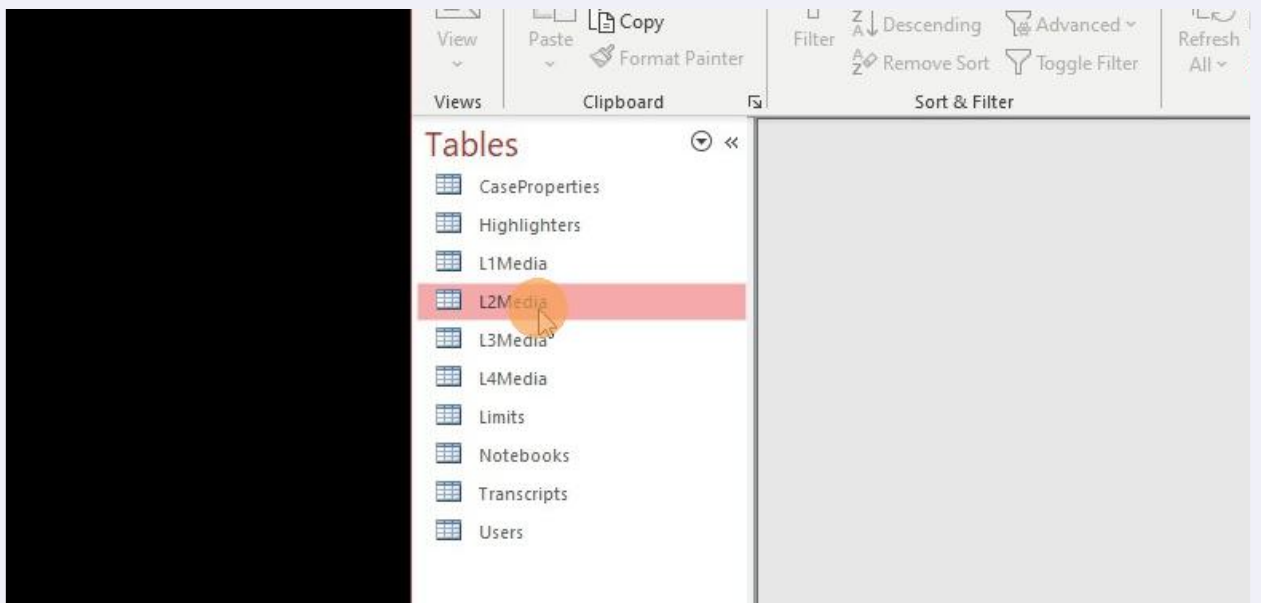 View
Paste
Copy
Format Painter
Filter
Descending
Remove Sort
Advanced
Toggle Filter
Refresh
All
Views
Clipboard
Sort & Filter
Tables
CaseProperties
Highlighters
L1Media
L2Media
L3Media
L4Media
Limits
Notebooks
Transcripts
Users